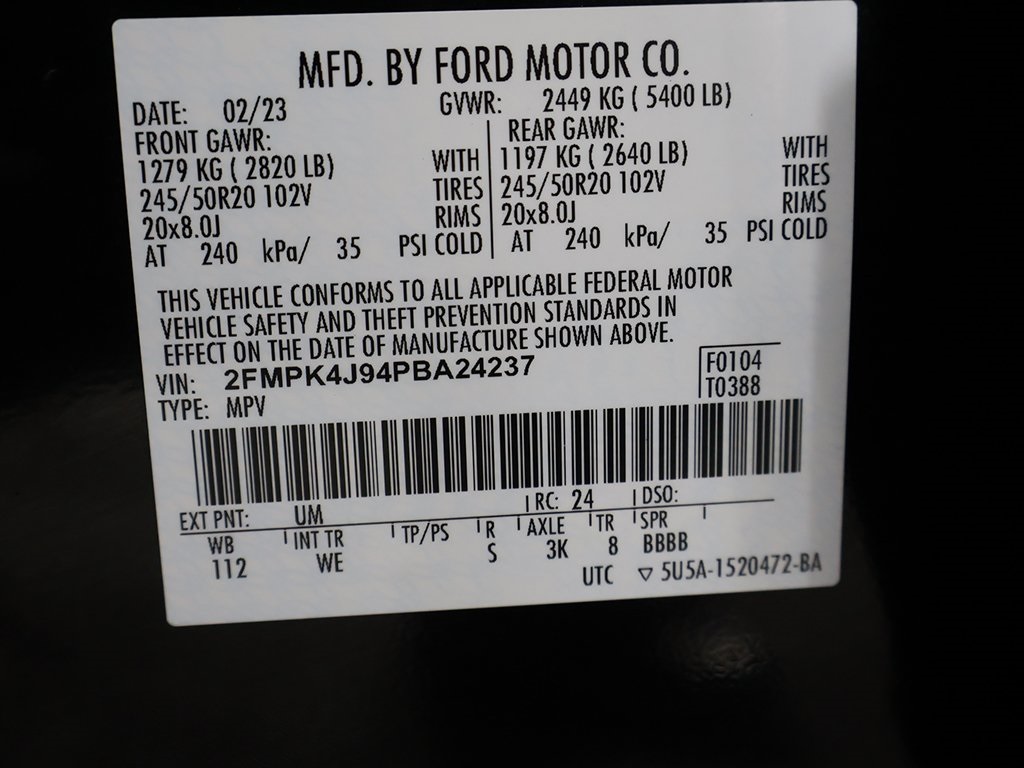 MFD. BY FORD MOTOR CO.
DATE: 02/23 GVWR: 2449 KG ( 5400 LB)
FRONT GAWR: REAR GAWR:
1279 KG ( 2820 LB) WITH 1197 KG ( 2640 LB) WITH
245/50R20 102V TIRES 245/50R20 102V TIRES
20x8.0J RIMS 20x8.0J RIMS
AT 240 kPa/ 35 PSI COLD AT 240 kPa/ 35 PSI COLD
THIS VEHICLE CONFORMS TO ALL APPLICABLE FEDERAL MOTOR
VEHICLE SAFETY AND THEFT PREVENTION STANDARDS IN
EFFECT ON THE DATE OF MANUFACTURE SHOWN ABOVE.
VIN: 2FMPK4J94PBA24237 F0104
TYPE: MPV T0388
EXT PNT: UM RC: 24 DSO:
WB INT TR TP/PS R AXLE TR SPR
112 WE S 3K 8 BBBB
UTC ▽ 5U5A-1520472-BA